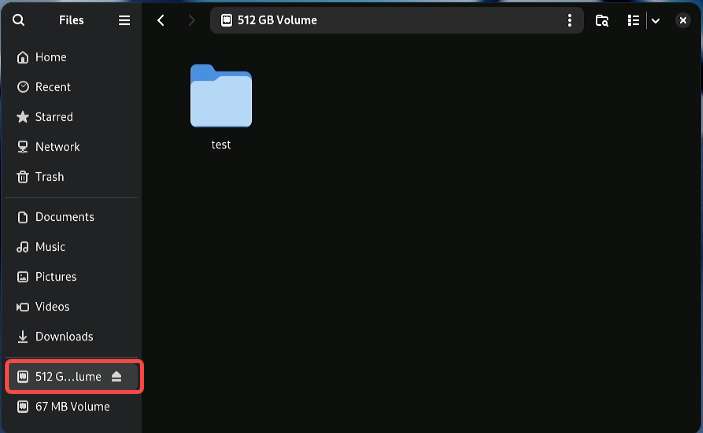 Files
512 GB Volume
Home
Recent
Starred
Network
Trash
Documents
Music
Pictures
Videos
Downloads
512 G...lume
67 MB Volume
test